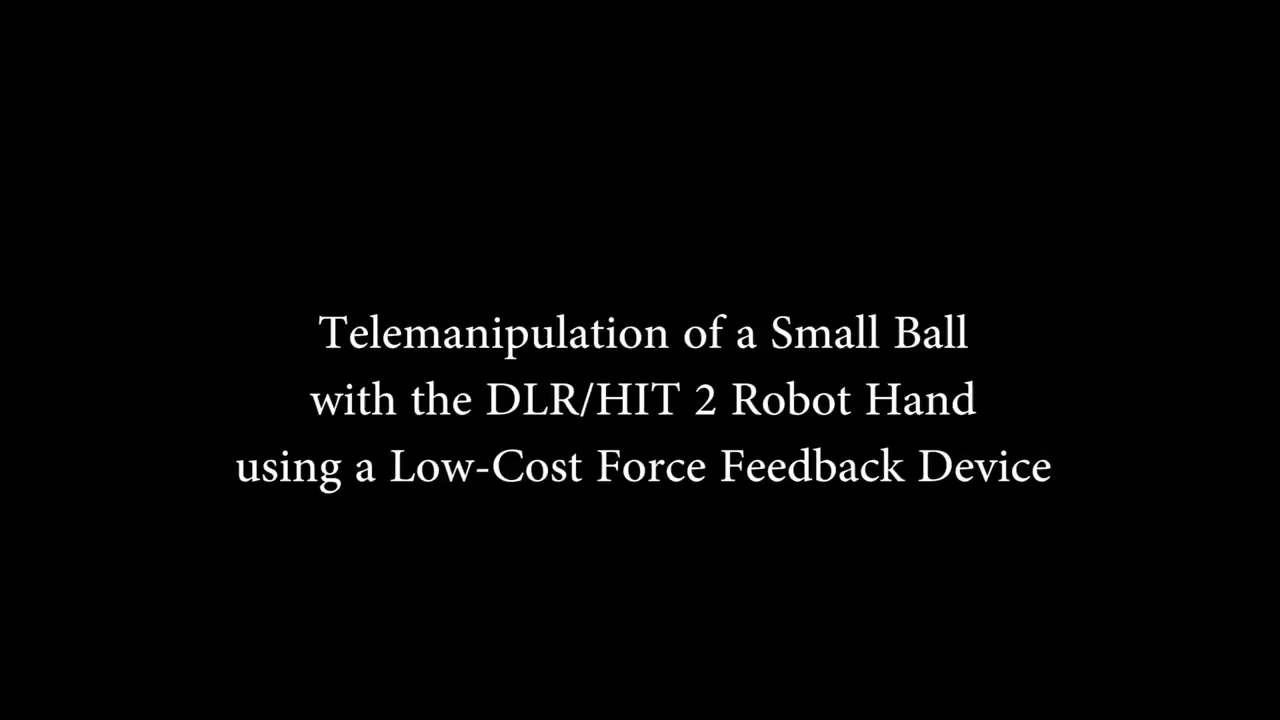 Telemanipulation of a Small Ball
with the DLR/HIT 2 Robot Hand
using a Low-Cost Force Feedback Device